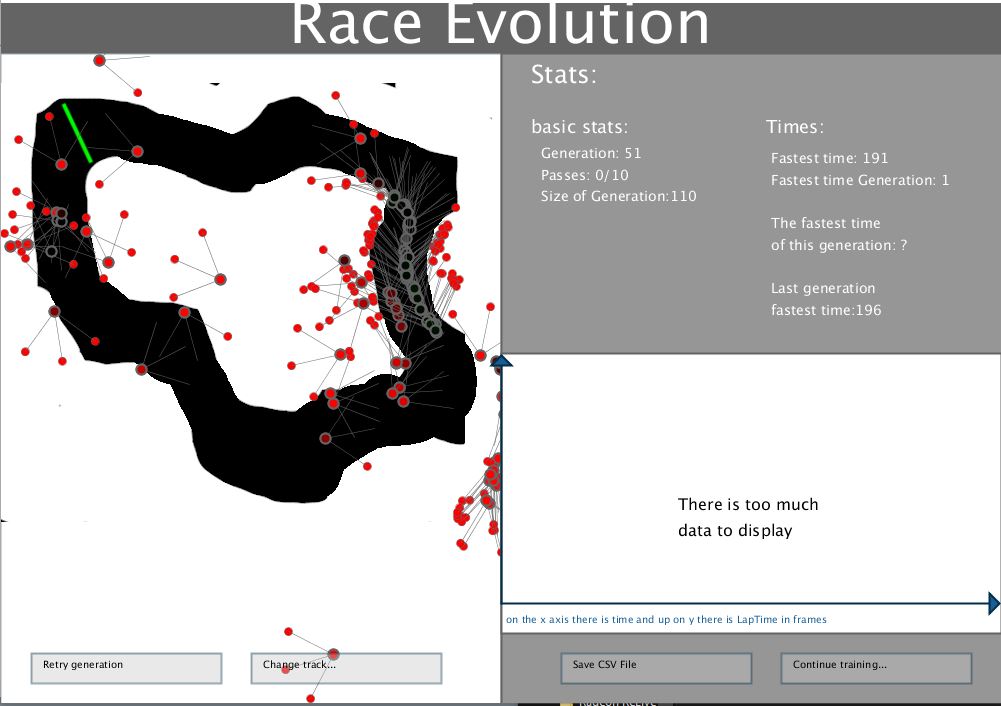 Race Evolution
Stats:
basic stats:
Generation: 51
Passes: 0/10
Size of Generation:110
Times:
Fastest time: 191
Fastest time Generation: 1
The fastest time
of this generation: ?
Last generation
fastest time:196
There is too much
data to display
on the x axis there is time and up on y there is LapTime in frames
Retry generation
Change track...
Save CSV File
Continue training...